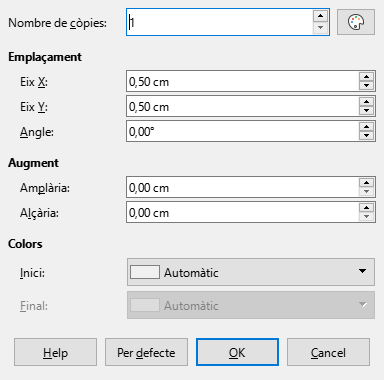 Nombre de còpies: 1
Emplaçament
Eix X: 0,50 cm
Eix Y: 0,50 cm
Angle: 0,00°
Augment
Amplària: 0,00 cm
Alçària: 0,00 cm
Colors
Inici: Automàtic
Final: Automàtic
Help Per defecte OK Cancel